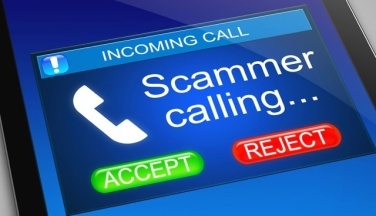 INCOMING CALL
Scammer
calling...
ACCEPT
REJECT